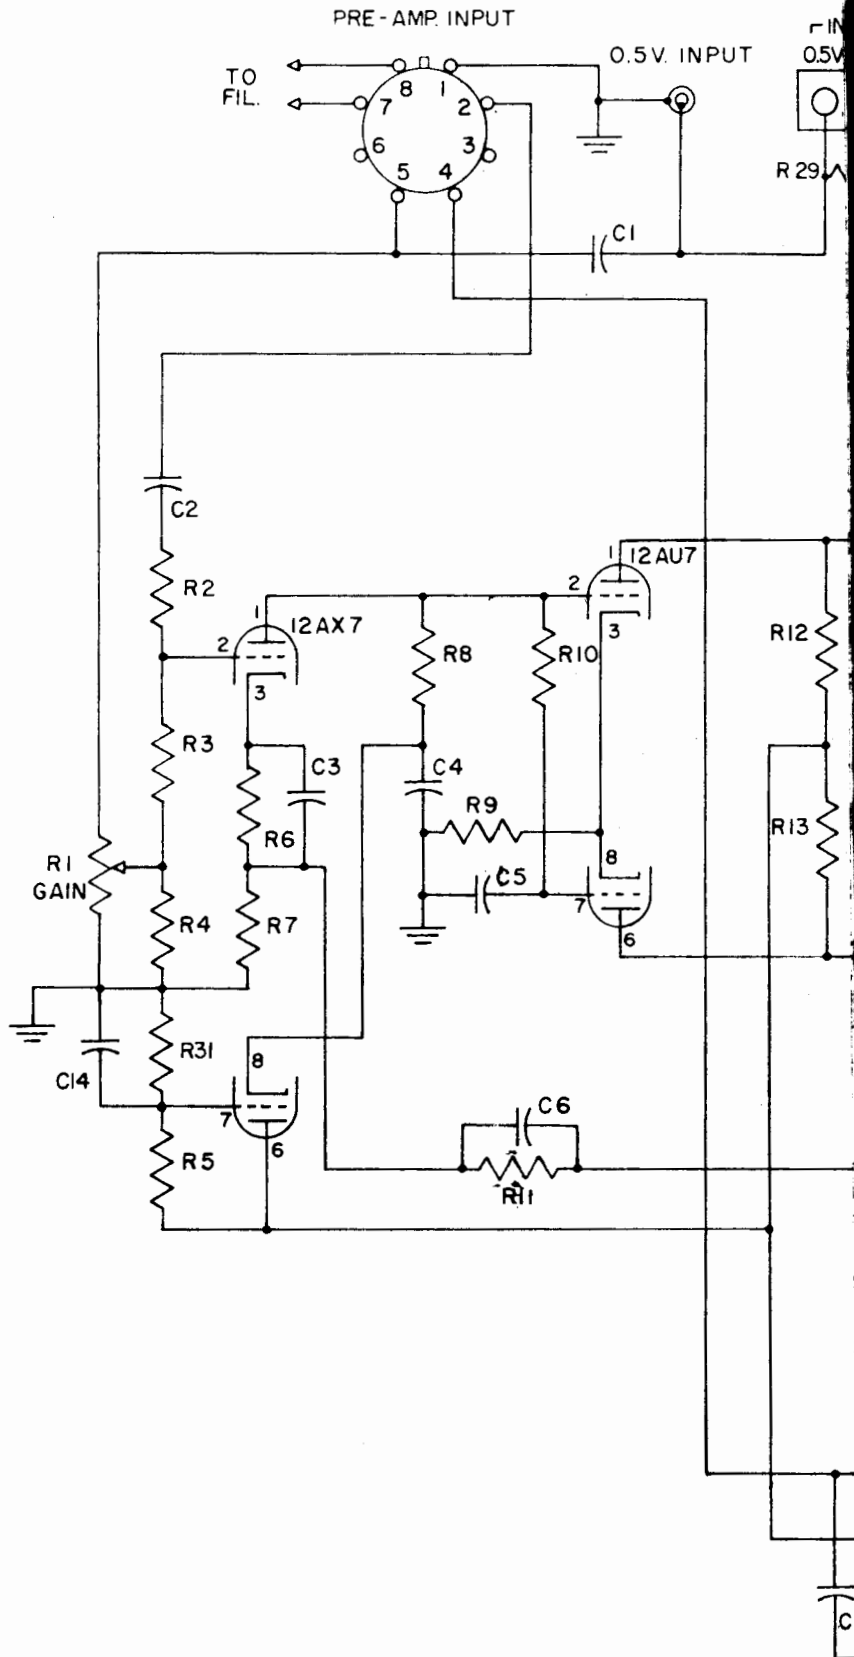 PRE-AMP. INPUT
0.5V. INPUT
0.5V
TO
FIL.
8
1
7
2
6
3
5
4
R29
C1
C2
R2
1
12AX7
2
3
R3
C3
R6
R1
GAIN
R4
R7
R8
C4
R9
R10
C5
1
12AU7
2
3
8
7
6
R12
R13
R31
C14
8
7
6
R5
C6
R11
C